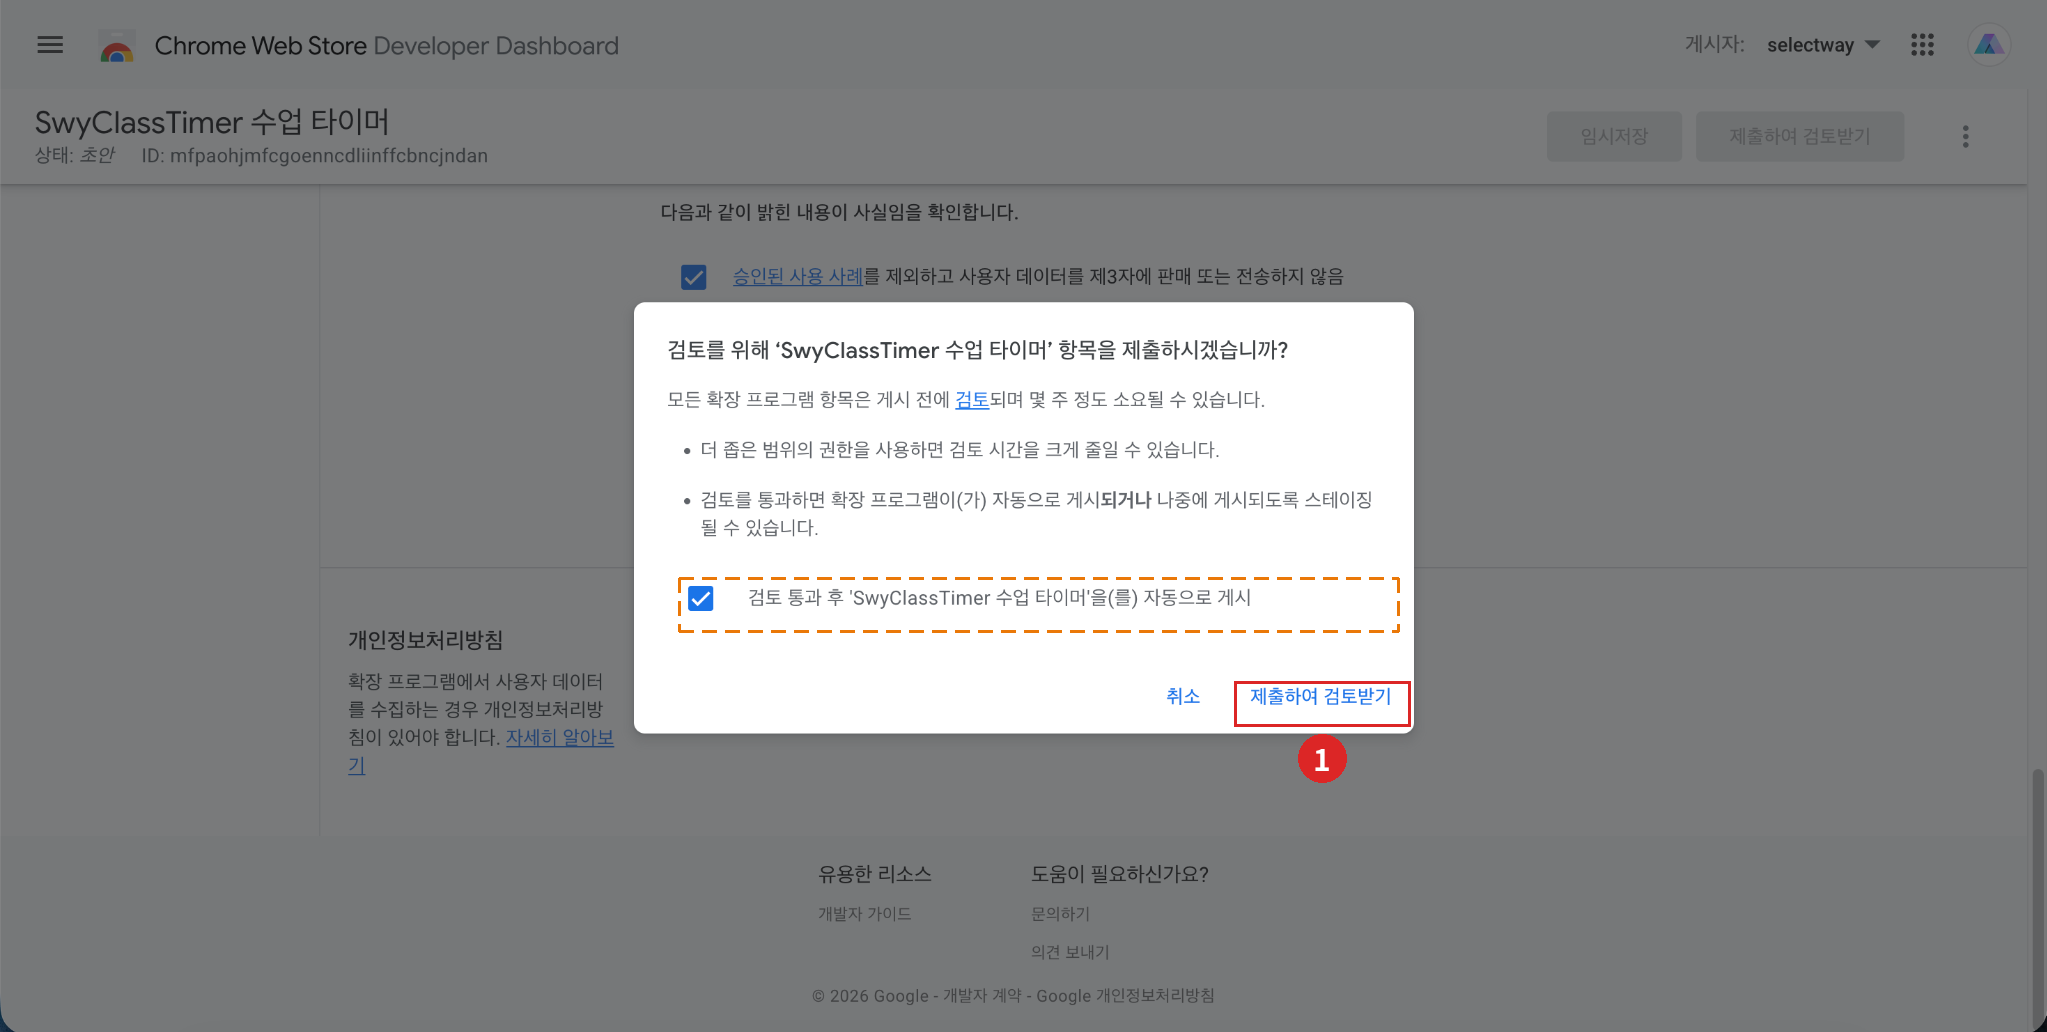 Chrome Web Store Developer Dashboard
게시자: selectway
SwyClassTimer 수업 타이머
상태: 초안 ID: mfpaohjmfcgoenncdliinffcbncjndan
임시저장
제출하여 검토받기
다음과 같이 밝힌 내용이 사실임을 확인합니다.
승인된 사용 사례를 제외하고 사용자 데이터를 제3자에 판매 또는 전송하지 않음
검토를 위해 ‘SwyClassTimer 수업 타이머’ 항목을 제출하시겠습니까?
모든 확장 프로그램 항목은 게시 전에 검토되며 몇 주 정도 소요될 수 있습니다.
• 더 좁은 범위의 권한을 사용하면 검토 시간을 크게 줄일 수 있습니다.
• 검토를 통과하면 확장 프로그램이(가) 자동으로 게시되거나 나중에 게시되도록 스테이징
될 수 있습니다.
검토 통과 후 'SwyClassTimer 수업 타이머'을(를) 자동으로 게시
취소
제출하여 검토받기
1
개인정보처리방침
확장 프로그램에서 사용자 데이터
를 수집하는 경우 개인정보처리방
침이 있어야 합니다. 자세히 알아보
기
유용한 리소스
개발자 가이드
도움이 필요하신가요?
문의하기
의견 보내기
© 2026 Google - 개발자 계약 - Google 개인정보처리방침